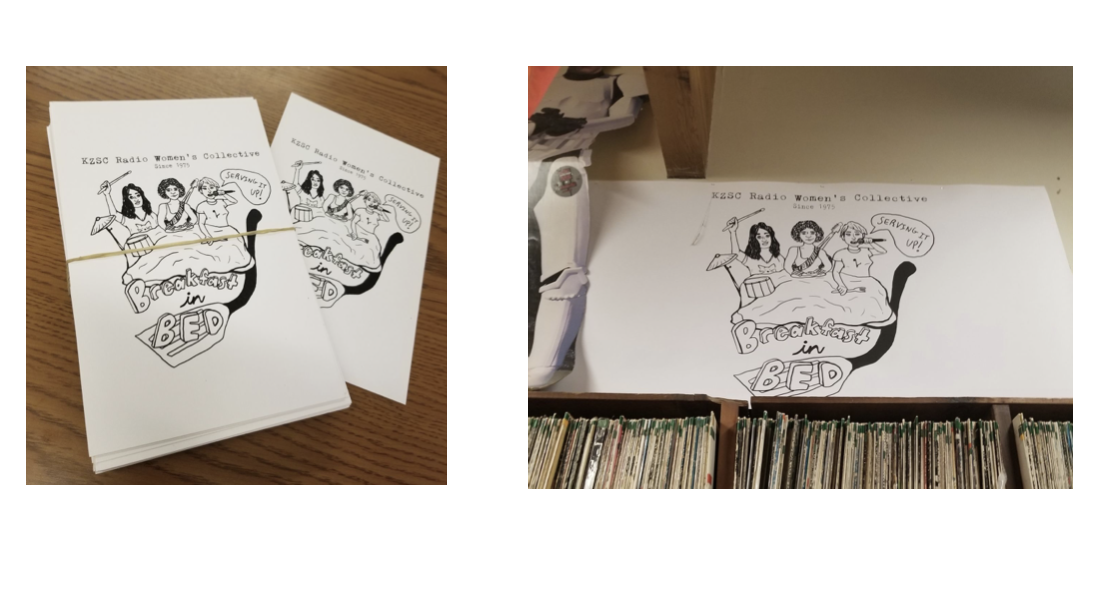 KZSC Radio Women's Collective
Since 1975
SERVING IT
UP!
Breakfast
in
BED
KZSC Radio Women's Collective
Since 1975
SERVING IT
UP!
Breakfast
in
BED
KZSC Radio Women's Collective
Since 1975
SERVING IT
UP!
Breakfast
in
BED